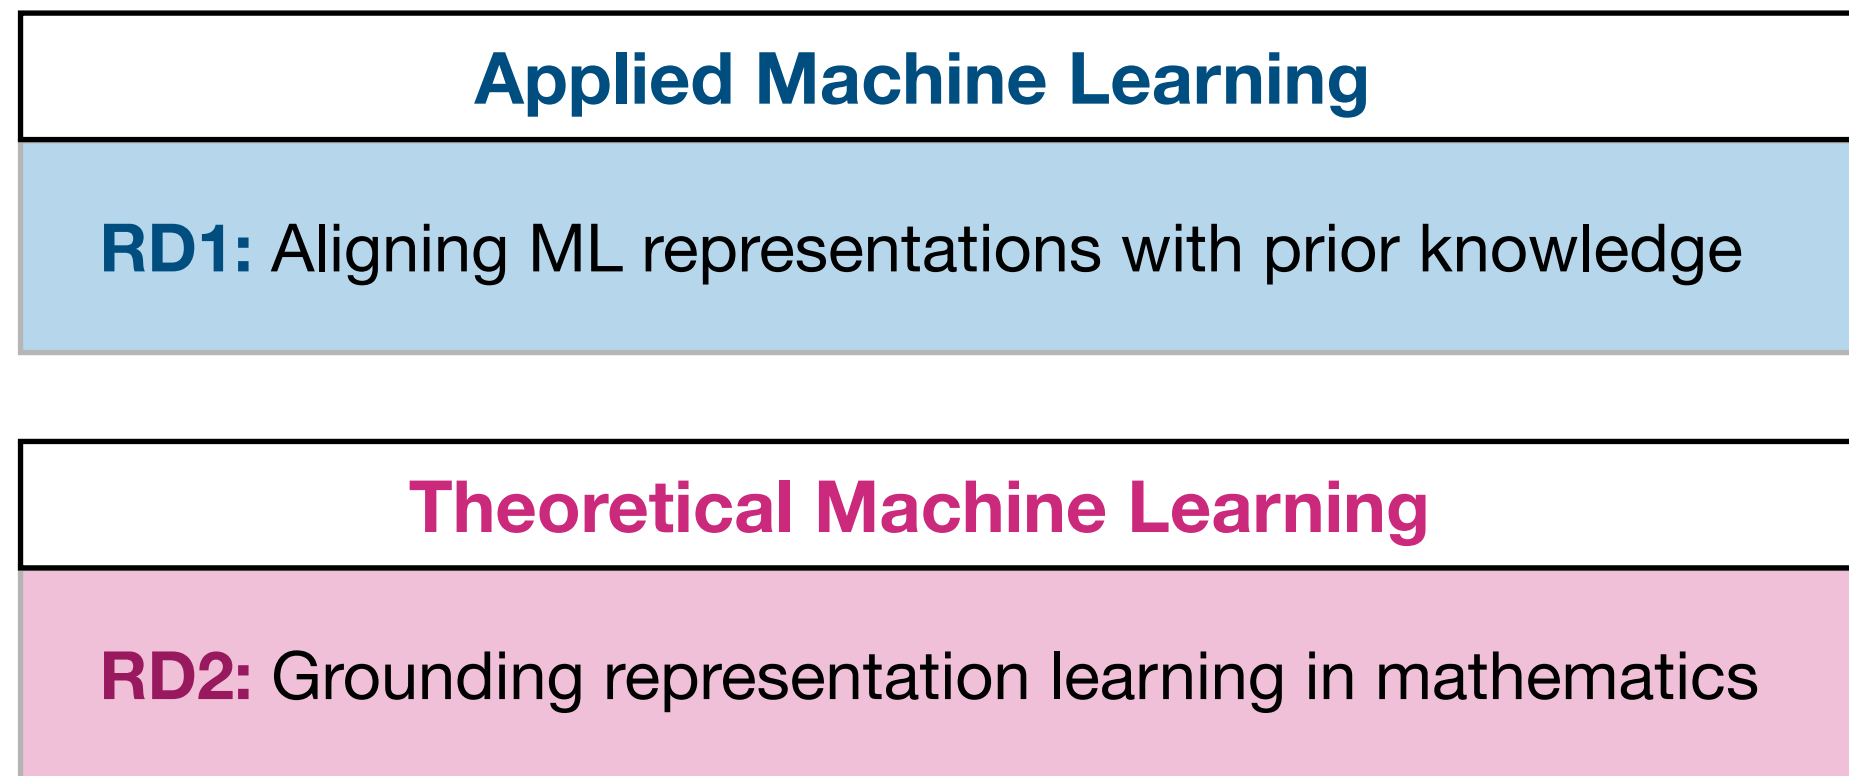 Applied Machine Learning
RD1: Aligning ML representations with prior knowledge
Theoretical Machine Learning
RD2: Grounding representation learning in mathematics